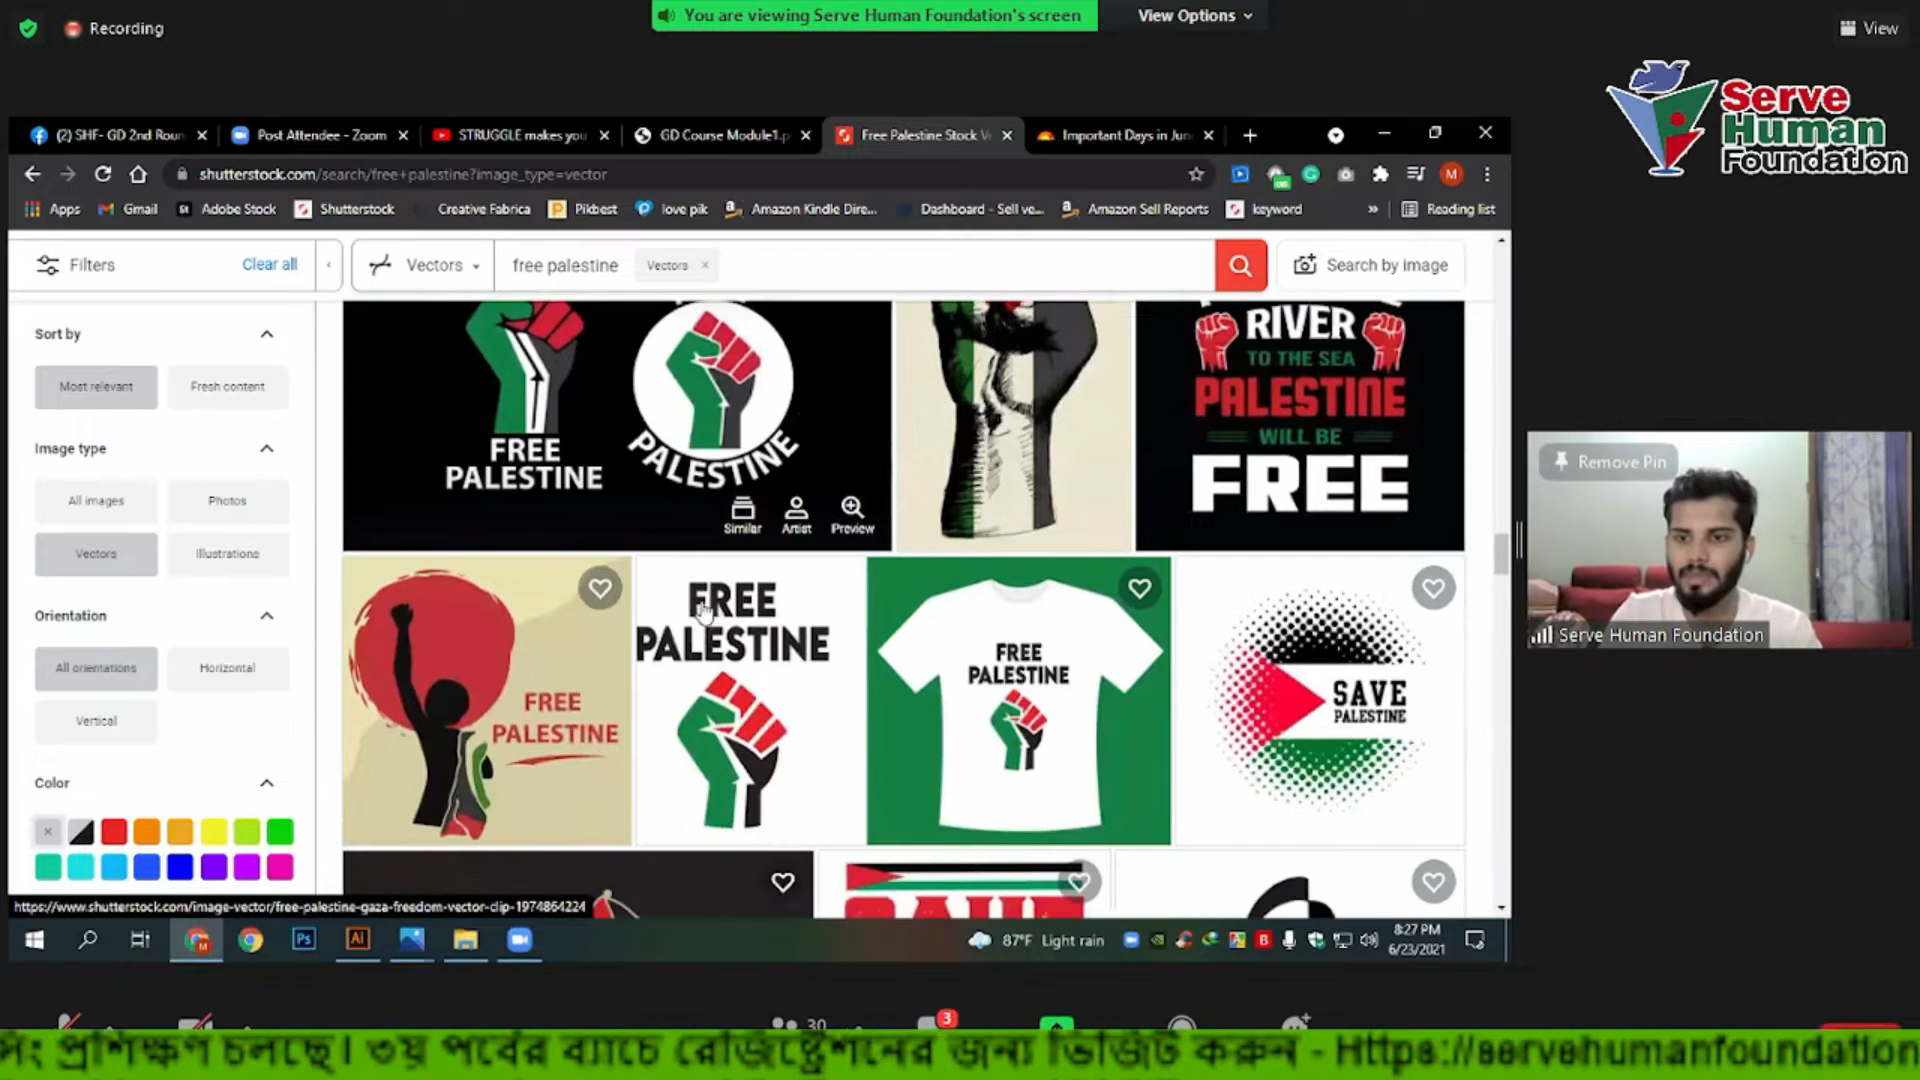 Recording
You are viewing Serve Human Foundation's screen
View Options
View
Serve
Human
Foundation
(2) SHF- GD 2nd Roun
Post Attendee - Zoom
STRUGGLE makes you
GD Course Module1.p
Free Palestine Stock Ve
Important Days in Jun
shutterstock.com/search/free+palestine?image_type=vector
M
Apps
Gmail
Adobe Stock
Shutterstock
Creative Fabrica
Pikbest
love pik
Amazon Kindle Dire...
Dashboard - Sell ve...
Amazon Sell Reports
keyword
»
Reading list
Filters
Clear all
Vectors
free palestine
Vectors
Search by image
Sort by
Most relevant
Fresh content
Image type
All images
Photos
Vectors
Illustrations
Orientation
All orientations
Horizontal
Vertical
Color
FREE
PALESTINE
PALESTINE
Similar
Artist
Preview
RIVER
TO THE SEA
PALESTINE
WILL BE
FREE
FREE
PALESTINE
FREE
PALESTINE
FREE
PALESTINE
SAVE
PALESTINE
Remove Pin
Serve Human Foundation
https://www.shutterstock.com/image-vector/free-palestine-gaza-freedom-vector-clip-1974864224
Ps
Ai
87°F Light rain
8:27 PM
6/23/2021
30
3
সিং প্রশিক্ষণ চলছে। ৩য় পর্বের ব্যাচে রেজিস্ট্রেশনের জন্য ভিজিট করুন - Https://servehumanfoundation